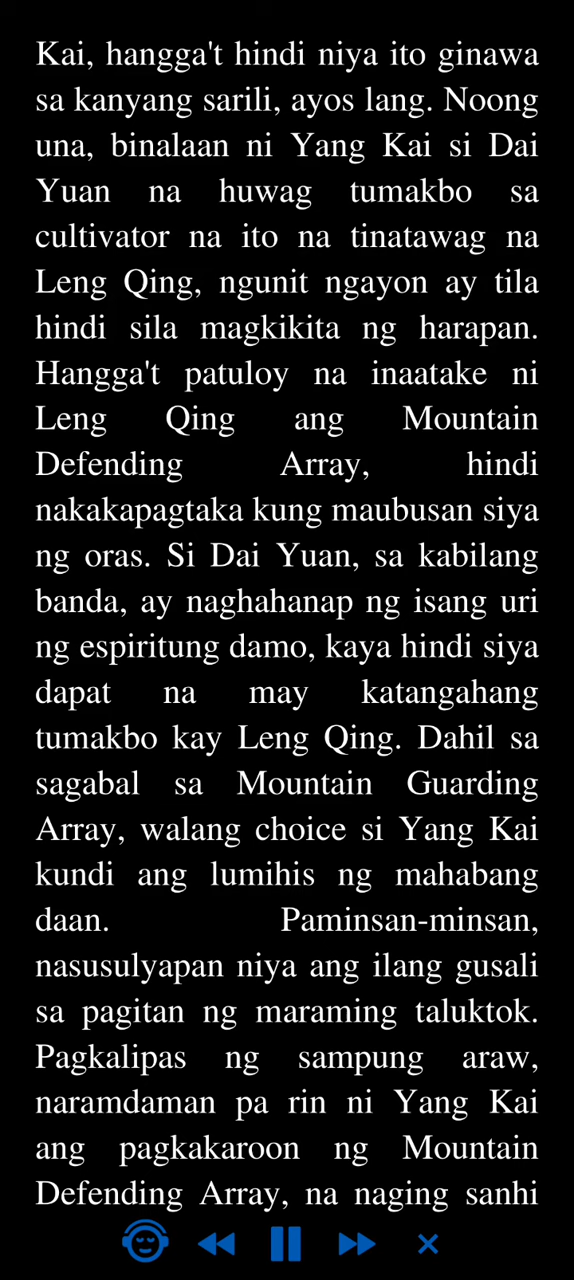 Kai, hangga't hindi niya ito ginawa
sa kanyang sarili, ayos lang. Noong
una, binalaan ni Yang Kai si Dai
Yuan na huwag tumakbo sa
cultivator na ito na tinatawag na
Leng Qing, ngunit ngayon ay tila
hindi sila magkikita ng harapan.
Hangga't patuloy na inaatake ni
Leng Qing ang Mountain
Defending Array, hindi
nakakapagtaka kung maubusan siya
ng oras. Si Dai Yuan, sa kabilang
banda, ay naghahanap ng isang uri
ng espiritung damo, kaya hindi siya
dapat na may katangahang
tumakbo kay Leng Qing. Dahil sa
sagabal sa Mountain Guarding
Array, walang choice si Yang Kai
kundi ang lumihis ng mahabang
daan. Paminsan-minsan,
nasusulyapan niya ang ilang gusali
sa pagitan ng maraming taluktok.
Pagkalipas ng sampung araw,
naramdaman pa rin ni Yang Kai
ang pagkakaroon ng Mountain
Defending Array, na naging sanhi